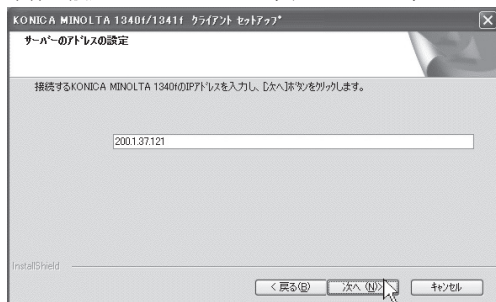 KONICA MINOLTA 1340f/1341f クライアント セットアップ
サーバーのアドレスの設定
接続するKONICA MINOLTA 1340fのIPアドレスを入力し、[次へ]ボタンをクリックします。
200.1.37.121
InstallShield
< 戻る(B)
次へ (N) >
キャンセル